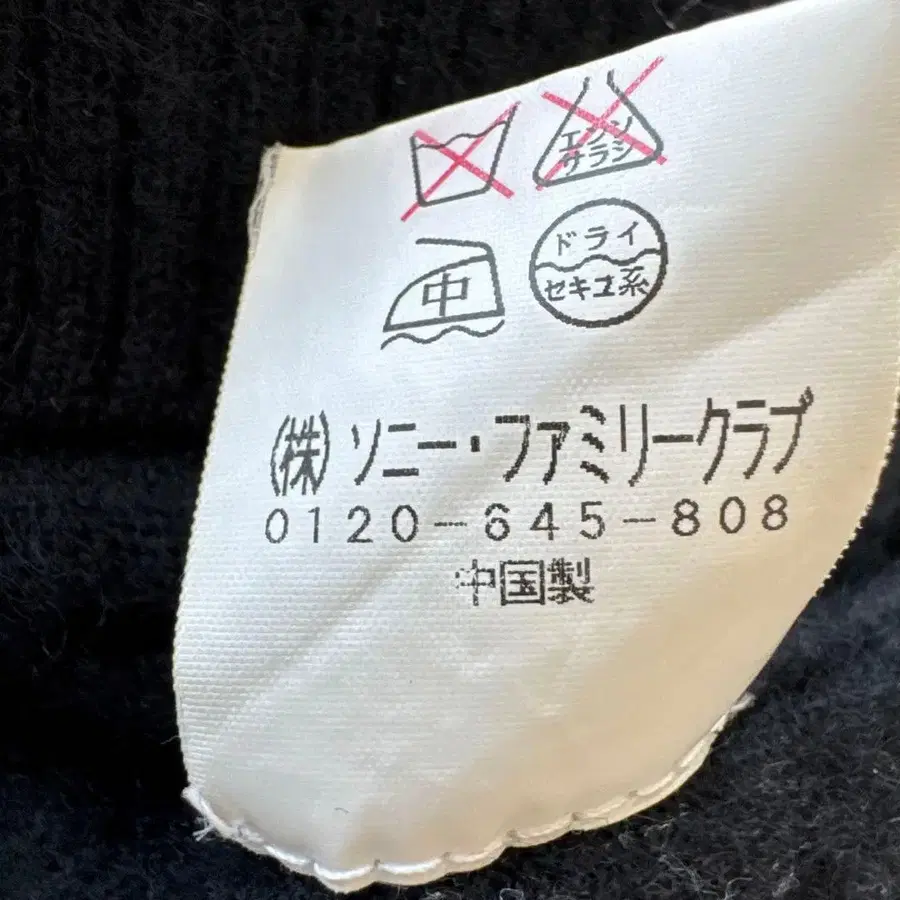 エンソ
サラシ
中
ドライ
セキユ系
(株)ソニー・ファミリークラブ
0120-645-808
中国製